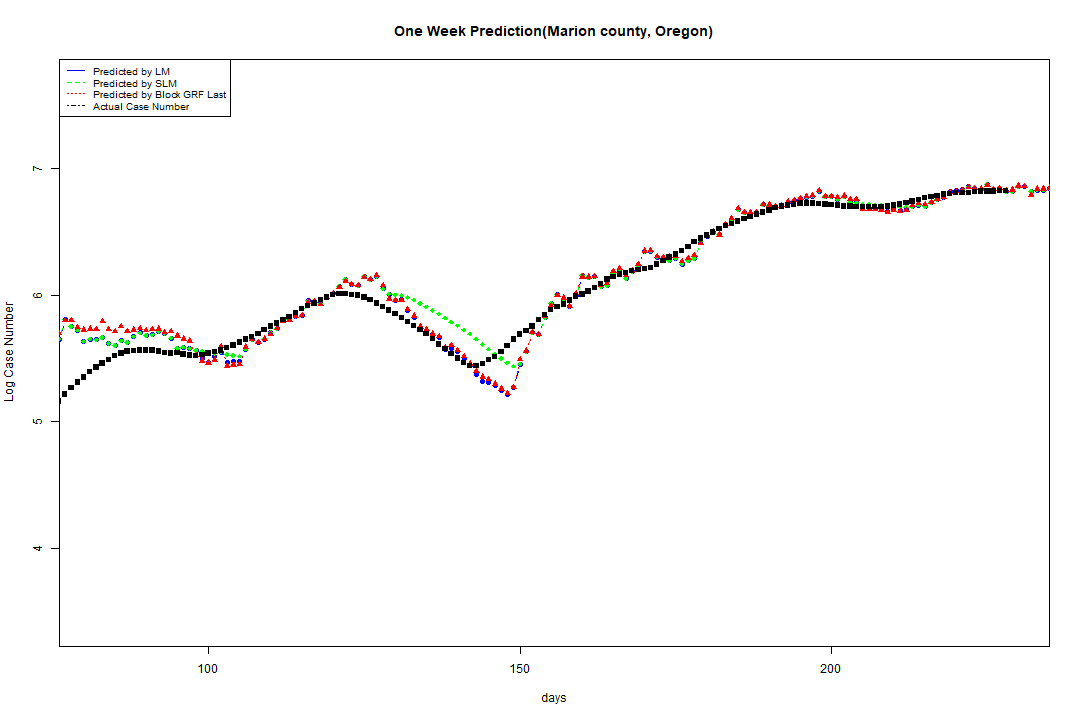 One Week Prediction(Marion county, Oregon)
Predicted by LM
Predicted by SLM
Predicted by Block GRF Last
Actual Case Number
7
6
5
4
Log Case Number
100 150 200
days